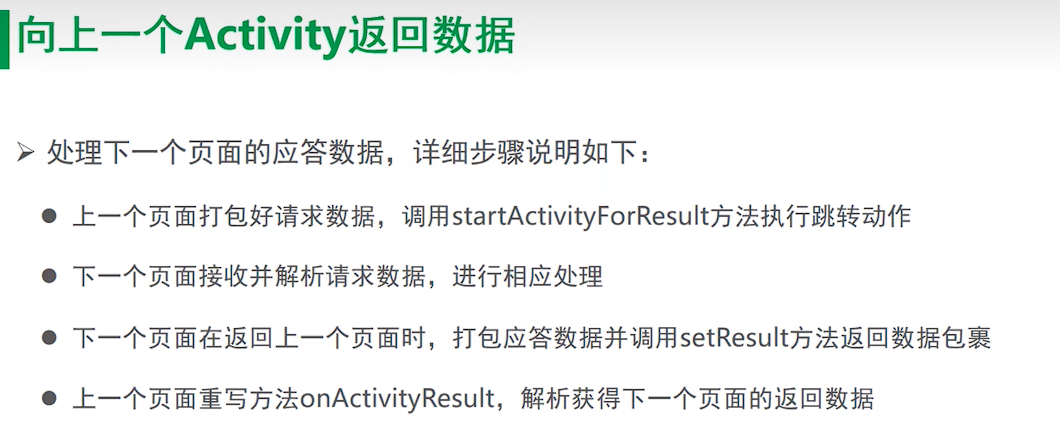 向上一个Activity返回数据
➢ 处理下一个页面的应答数据，详细步骤说明如下：
● 上一个页面打包好请求数据，调用startActivityForResult方法执行跳转动作
● 下一个页面接收并解析请求数据，进行相应处理
● 下一个页面在返回上一个页面时，打包应答数据并调用setResult方法返回数据包裹
● 上一个页面重写方法onActivityResult，解析获得下一个页面的返回数据